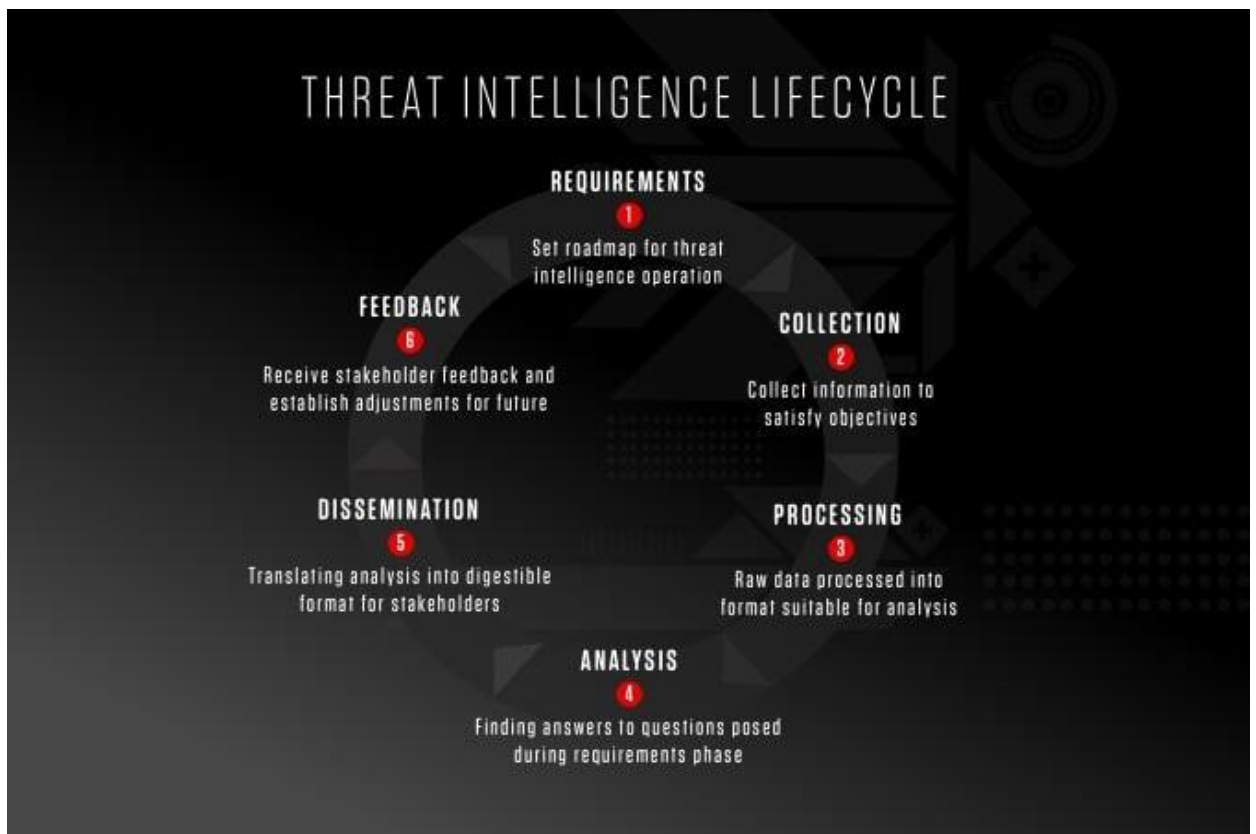 THREAT INTELLIGENCE LIFECYCLE
REQUIREMENTS
1
Set roadmap for threat
intelligence operation
COLLECTION
2
Collect information to
satisfy objectives
PROCESSING
3
Raw data processed into
format suitable for analysis
ANALYSIS
4
Finding answers to questions posed
during requirements phase
DISSEMINATION
5
Translating analysis into digestible
format for stakeholders
FEEDBACK
6
Receive stakeholder feedback and
establish adjustments for future